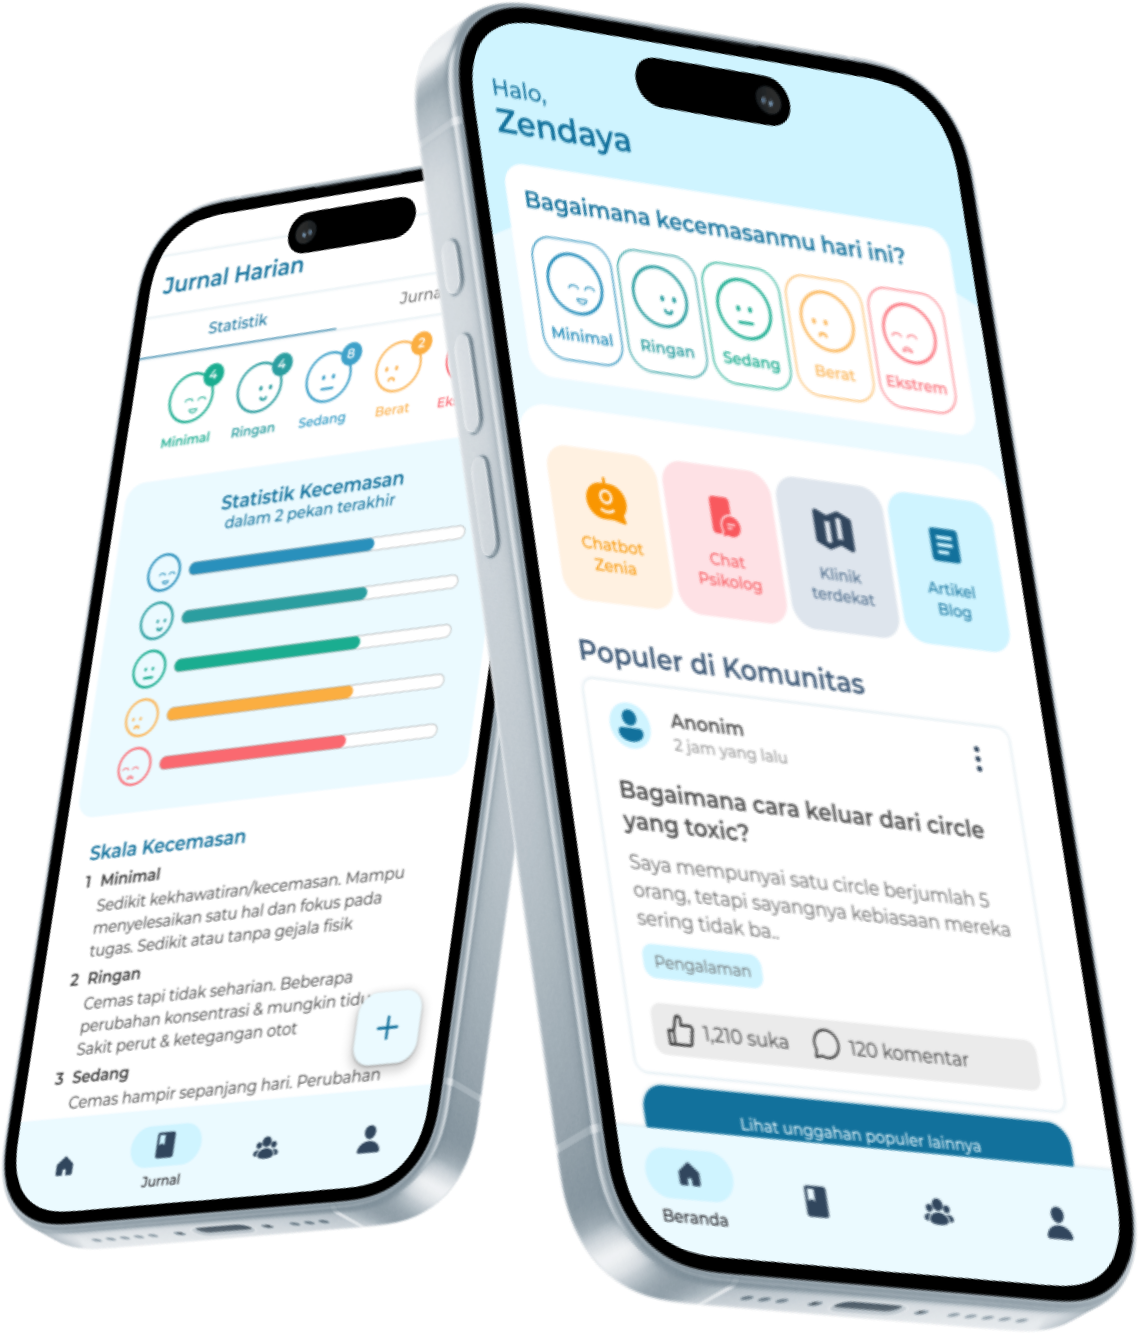 Jurnal Harian
Statistik
Jurna
4
4
8
2
Minimal
Ringan
Sedang
Berat
Ek
Statistik Kecemasan
dalam 2 pekan terakhir
Skala Kecemasan
1 Minimal
Sedikit kekhawatiran/kecemasan. Mampu
menyelesaikan satu hal dan fokus pada
tugas. Sedikit atau tanpa gejala fisik
2 Ringan
Cemas tapi tidak seharian. Beberapa
perubahan konsentrasi & mungkin tidu
Sakit perut & ketegangan otot
3 Sedang
Cemas hampir sepanjang hari. Perubahan
Jurnal
Halo,
Zendaya
Bagaimana kecemasanmu hari ini?
Minimal
Ringan
Sedang
Berat
Ekstrem
Chatbot
Zenia
Chat
Psikolog
Klinik
terdekat
Artikel
Blog
Populer di Komunitas
Anonim
2 jam yang lalu
Bagaimana cara keluar dari circle
yang toxic?
Saya mempunyai satu circle berjumlah 5
orang, tetapi sayangnya kebiasaan mereka
sering tidak ba..
Pengalaman
1,210 suka
120 komentar
Lihat unggahan populer lainnya
Beranda